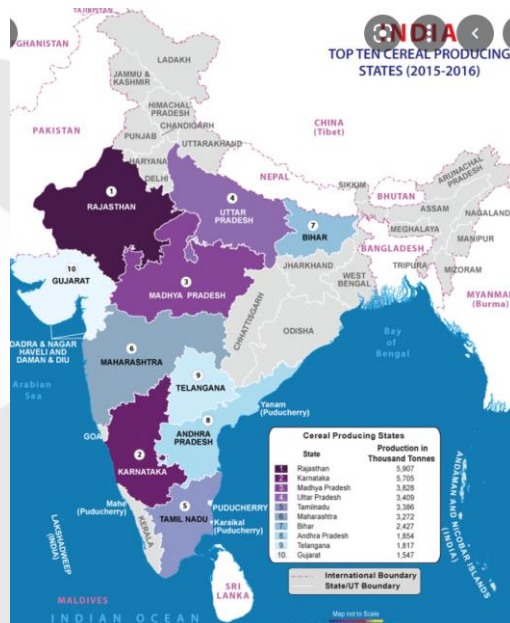 INDIA
TOP TEN CEREAL PRODUCING
STATES (2015-2016)
TAJIKISTAN
LADAKH
JAMMU &
KASHMIR
HIMACHAL
PRADESH
CHANDIGARH
PUNJAB
UTTARAKHAND
HARYANA
DELHI
PAKISTAN
CHINA
(Tibet)
NEPAL
1
RAJASTHAN
4
UTTAR
PRADESH
SIKKIM
BHUTAN
ARUNACHAL
PRADESH
ASSAM
NAGALAND
MEGHALAYA
MANIPUR
BANGLADESH
TRIPURA
MIZORAM
MYANMAR
(Burma)
7
BIHAR
JHARKHAND
WEST
BENGAL
10
GUJARAT
3
MADHYA PRADESH
CHHATTISGARH
ODISHA
DADRA & NAGAR
HAVELI AND
DAMAN & DIU
Arabian
Sea
6
MAHARASHTRA
9
TELANGANA
Bay
of
Bengal
Yanam
(Puducherry)
8
ANDHRA
PRADESH
GOA
2
KARNATAKA
Mahe
(Puducherry)
PUDUCHERRY
Karaikal
(Puducherry)
5
TAMIL NADU
KERALA
LAKSHADWEEP
(INDIA)
ANDAMAN AND NICOBAR ISLANDS
(INDIA)
SRI
LANKA
MALDIVES
INDIAN OCEAN
Cereal Producing States
State Production in
Thousand Tonnes
1 Rajasthan 5,907
2 Karnataka 5,705
3 Madhya Pradesh 3,828
4 Uttar Pradesh 3,409
5 Tamilnadu 3,386
6 Maharashtra 3,272
7 Bihar 2,427
8 Andhra Pradesh 1,854
9. Telangana 1,817
10. Gujarat 1,547
International Boundary
State/UT Boundary
Map not to Scale